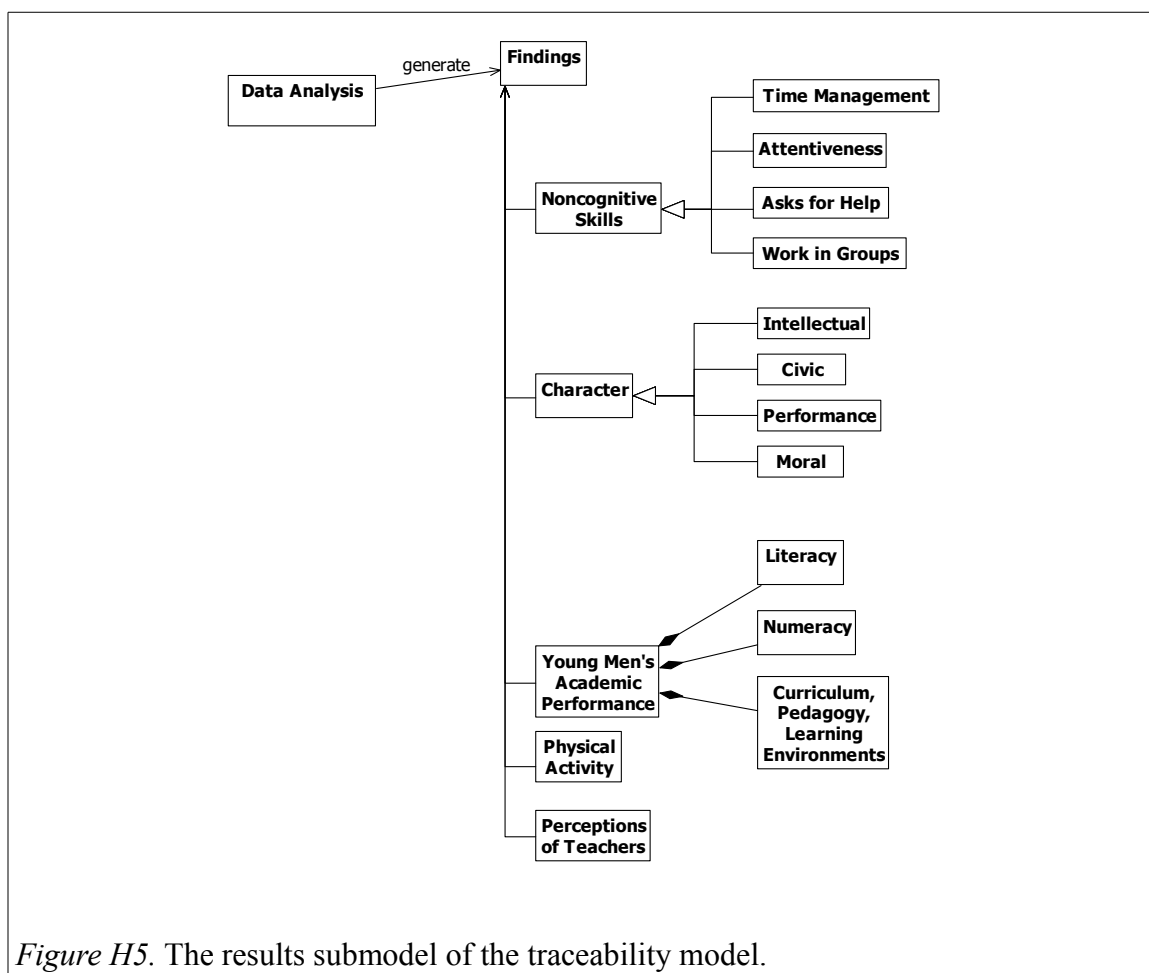 generate
Findings
Data Analysis
Time Management
Attentiveness
Noncognitive
Skills
Asks for Help
Work in Groups
Intellectual
Civic
Character
Performance
Moral
Literacy
Numeracy
Young Men's
Academic
Performance
Curriculum,
Pedagogy,
Learning
Environments
Physical
Activity
Perceptions
of Teachers
Figure H5. The results submodel of the traceability model.